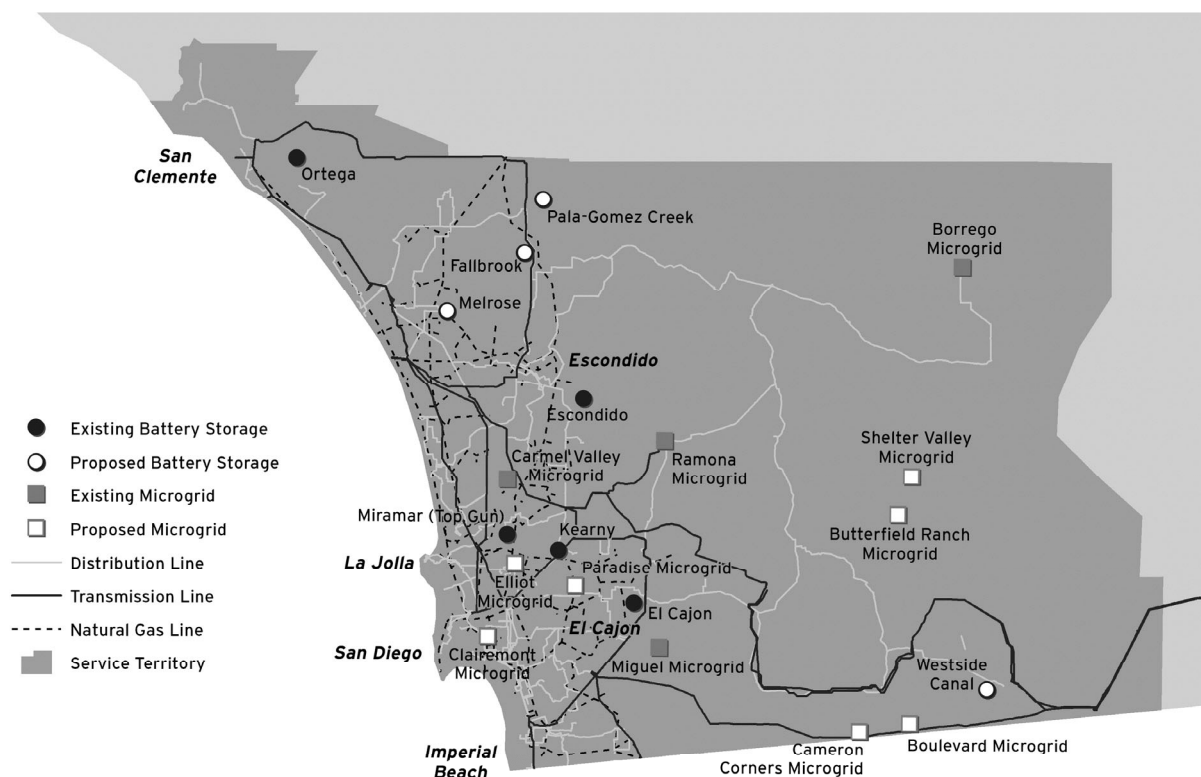 San
Clemente
Ortega
Pala-Gomez Creek
Borrego
Microgrid
Fallbrook
Melrose
Escondido
Escondido
Existing Battery Storage
Proposed Battery Storage
Existing Microgrid
Proposed Microgrid
Distribution Line
Transmission Line
Natural Gas Line
Service Territory
Carmel Valley
Microgrid
Ramona
Microgrid
Shelter Valley
Microgrid
Butterfield Ranch
Microgrid
Miramar (Top Gun)
Kearny
La Jolla
Elliot
Microgrid
Paradise Microgrid
El Cajon
El Cajon
San Diego
Clairemont
Microgrid
Miguel Microgrid
Westside
Canal
Imperial
Beach
Cameron
Corners Microgrid
Boulevard Microgrid